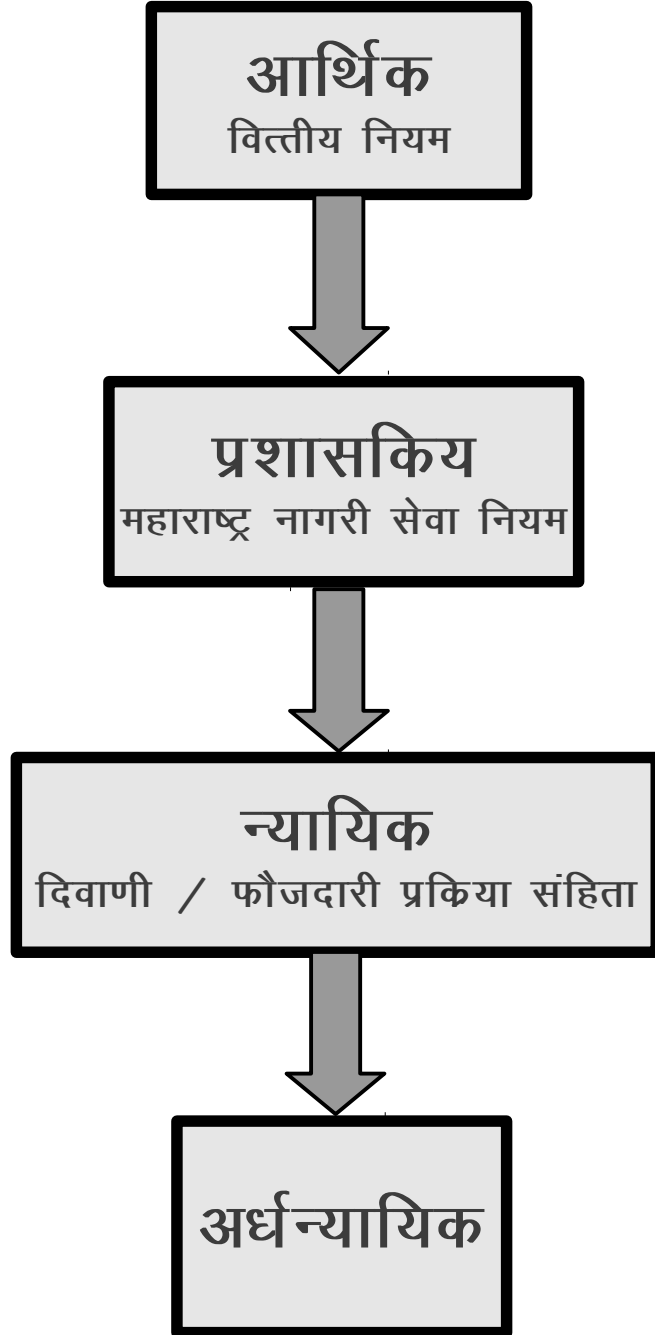 आर्थिक
वित्तीय नियम
प्रशासकिय
महाराष्ट्र नागरी सेवा नियम
न्यायिक
दिवाणी / फौजदारी प्रकिया संहिता
अर्धन्यायिक